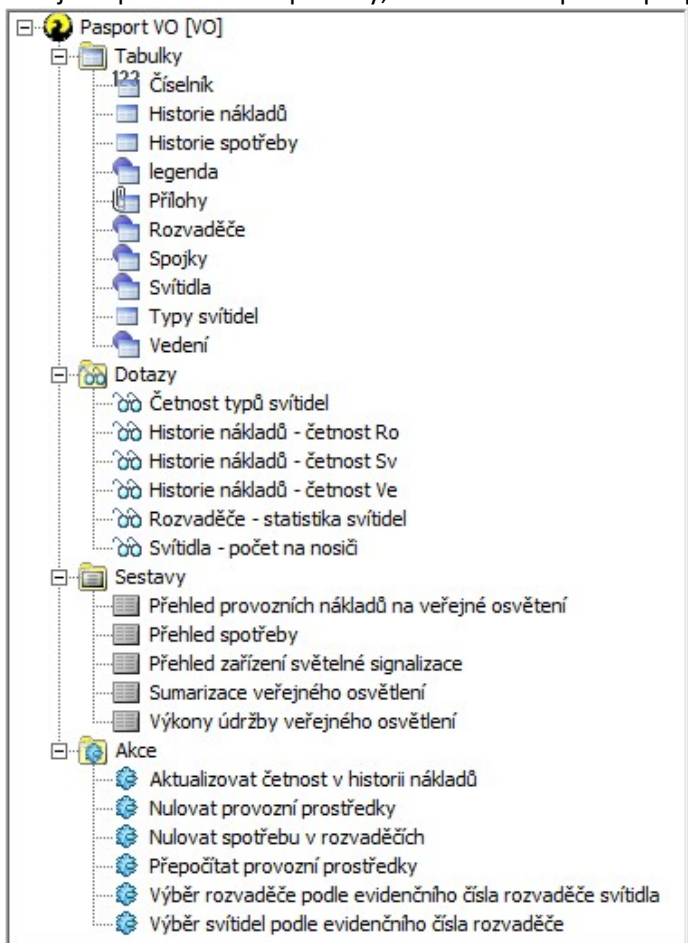 Pasport VO [VO]
Tabulky
123 Číselník
Historie nákladů
Historie spotřeby
legenda
Přílohy
Rozvaděče
Spojky
Svítidla
Typy svítidel
Vedení
Dotazy
Četnost typů svítidel
Historie nákladů - četnost Ro
Historie nákladů - četnost Sv
Historie nákladů - četnost Ve
Rozvaděče - statistika svítidel
Svítidla - počet na nosiči
Sestavy
Přehled provozních nákladů na veřejné osvětení
Přehled spotřeby
Přehled zařízení světelné signalizace
Sumarizace veřejného osvětlení
Výkony údržby veřejného osvětlení
Akce
Aktualizovat četnost v historii nákladů
Nulovat provozní prostředky
Nulovat spotřebu v rozvaděčích
Přepočítat provozní prostředky
Výběr rozvaděče podle evidenčního čísla rozvaděče svítidla
Výběr svítidel podle evidenčního čísla rozvaděče